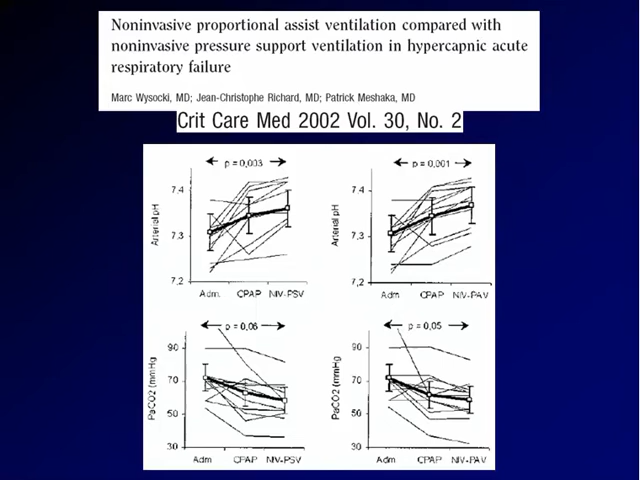 Noninvasive proportional assist ventilation compared with
noninvasive pressure support ventilation in hypercapnic acute
respiratory failure
Marc Wysocki, MD; Jean-Christophe Richard, MD; Patrick Meshaka, MD
Crit Care Med 2002 Vol. 30, No. 2
p = 0,003
7,4
7,3
7,2
Arterial pH
Adm. CPAP NIV-PSV
p = 0,001
7,4
7,3
7,2
Arterial pH
Adm CPAP NIV-PAV
p = 0,06
90
70
50
30
PaCO2 (mmHg
Adm CPAP NIV-PSV
p = 0,05
90
70
50
30
PaCO2 (mmHg
Adm CPAP NIV-PAV